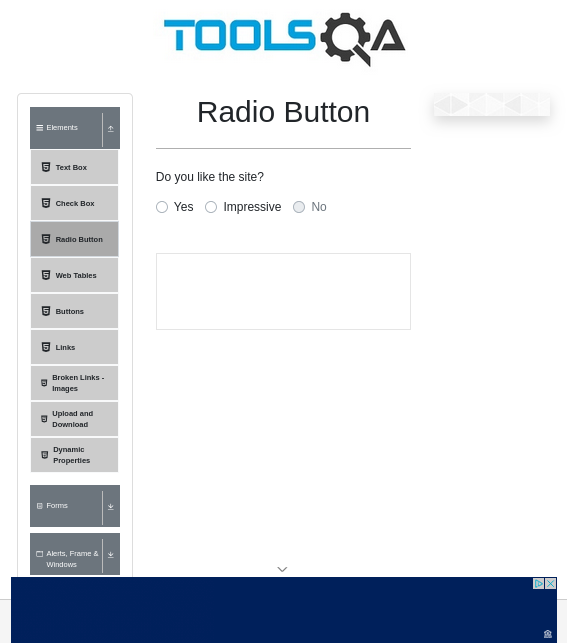 TOOLSQA
Elements
Text Box
Check Box
Radio Button
Web Tables
Buttons
Links
Broken Links -
Images
Upload and
Download
Dynamic
Properties
Forms
Alerts, Frame &
Windows
Radio Button
Do you like the site?
Yes
Impressive
No